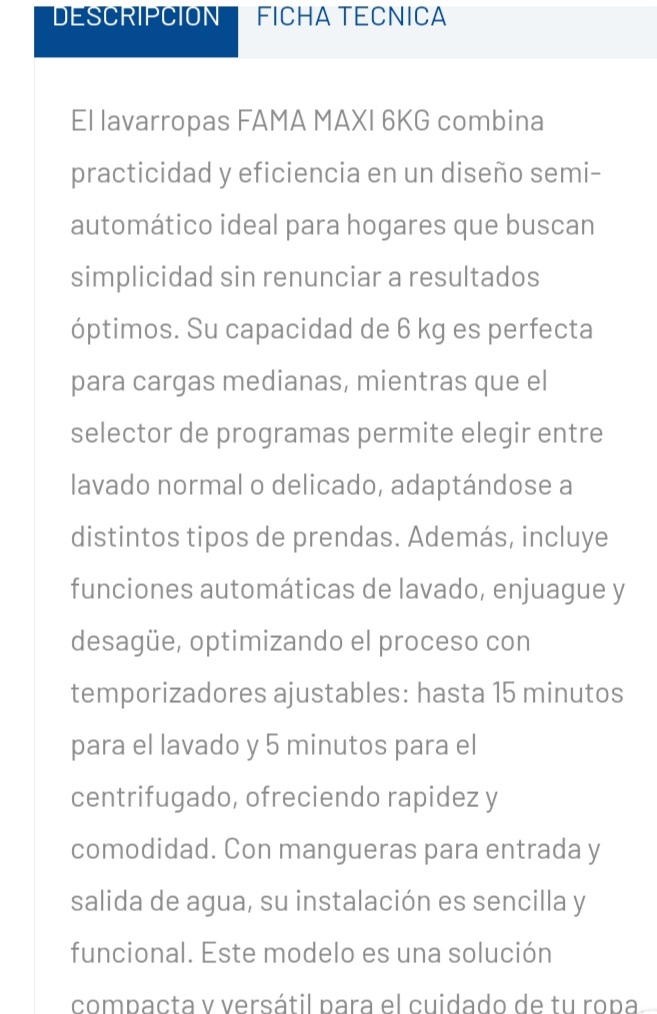 DESCRIPCIÓN FICHA TÉCNICA
El lavarropas FAMA MAXI 6KG combina
practicidad y eficiencia en un diseño semi-
automático ideal para hogares que buscan
simplicidad sin renunciar a resultados
óptimos. Su capacidad de 6 kg es perfecta
para cargas medianas, mientras que el
selector de programas permite elegir entre
lavado normal o delicado, adaptándose a
distintos tipos de prendas. Además, incluye
funciones automáticas de lavado, enjuague y
desagüe, optimizando el proceso con
temporizadores ajustables: hasta 15 minutos
para el lavado y 5 minutos para el
centrifugado, ofreciendo rapidez y
comodidad. Con mangueras para entrada y
salida de agua, su instalación es sencilla y
funcional. Este modelo es una solución
compacta y versátil para el cuidado de tu ropa